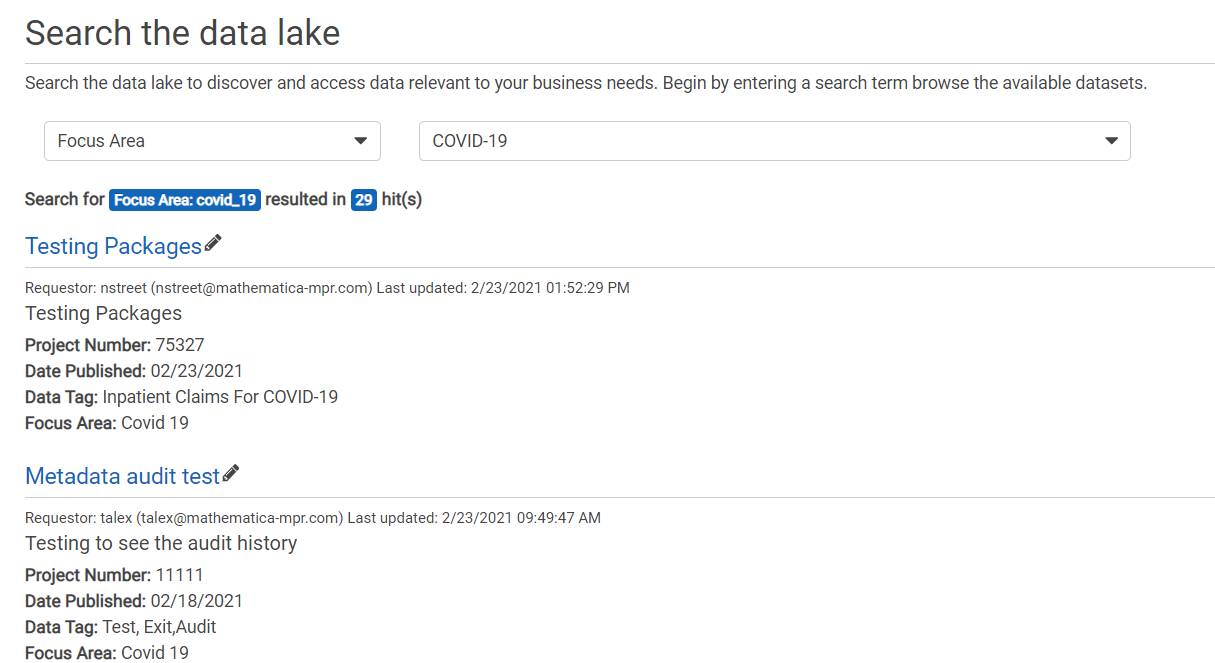 Search the data lake
Search the data lake to discover and access data relevant to your business needs. Begin by entering a search term browse the available datasets.
Focus Area COVID-19
Search for Focus Area: covid_19 resulted in 29 hit(s)
Testing Packages
Requestor: nstreet (nstreet@mathematica-mpr.com) Last updated: 2/23/2021 01:52:29 PM
Testing Packages
Project Number: 75327
Date Published: 02/23/2021
Data Tag: Inpatient Claims For COVID-19
Focus Area: Covid 19
Metadata audit test
Requestor: talex (talex@mathematica-mpr.com) Last updated: 2/23/2021 09:49:47 AM
Testing to see the audit history
Project Number: 11111
Date Published: 02/18/2021
Data Tag: Test, Exit,Audit
Focus Area: Covid 19